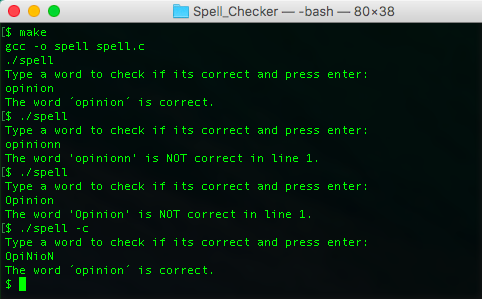 Spell_Checker — -bash — 80×38
[$ make
gcc -o spell spell.c
./spell
Type a word to check if its correct and press enter:
opinion
The word ´opinion´ is correct.
[$ ./spell
Type a word to check if its correct and press enter:
opinionn
The word 'opinionn' is NOT correct in line 1.
[$ ./spell
Type a word to check if its correct and press enter:
Opinion
The word 'Opinion' is NOT correct in line 1.
[$ ./spell -c
Type a word to check if its correct and press enter:
OpiNioN
The word ´opinion´ is correct.
$